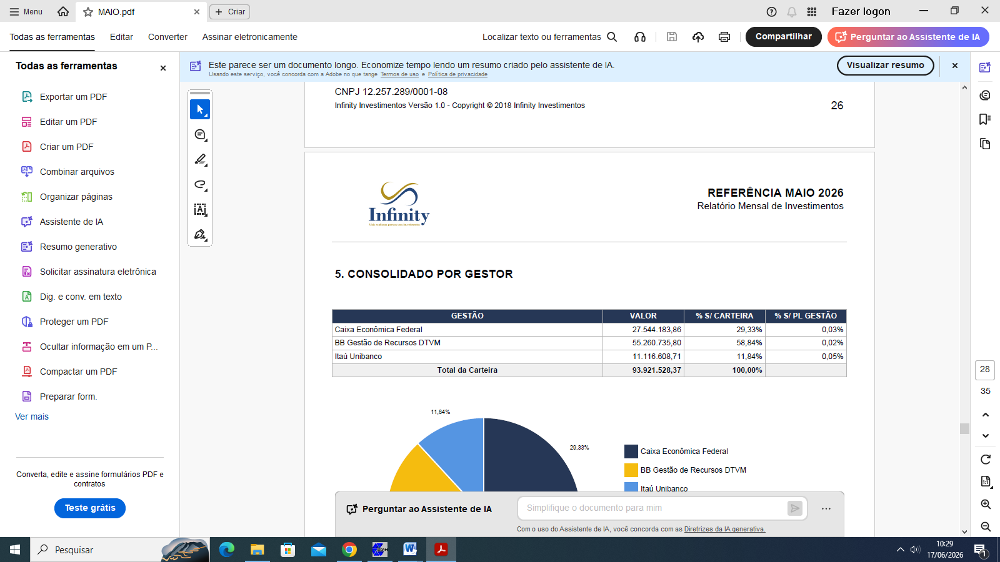 Menu
MAIO.pdf
Criar
Fazer logon
Todas as ferramentas
Editar
Converter
Assinar eletronicamente
Localizar texto ou ferramentas
Compartilhar
Perguntar ao Assistente de IA
Todas as ferramentas
Exportar um PDF
Editar um PDF
Criar um PDF
Combinar arquivos
Organizar páginas
Assistente de IA
Resumo generativo
Solicitar assinatura eletrônica
Dig. e conv. em texto
Proteger um PDF
Ocultar informação em um P...
Compactar um PDF
Preparar form.
Ver mais
Converta, edite e assine formulários PDF e
contratos
Teste grátis
Este parece ser um documento longo. Economize tempo lendo um resumo criado pelo assistente de IA.
Usando este serviço, você concorda com a Adobe no que tange Termos de uso e Política de privacidade
Visualizar resumo
CNPJ 12.257.289/0001-08
Infinity Investimentos Versão 1.0 - Copyright © 2018 Infinity Investimentos
26
Infinity
REFERÊNCIA MAIO 2026
Relatório Mensal de Investimentos
5. CONSOLIDADO POR GESTOR
GESTÃO VALOR % S/ CARTEIRA % S/ PL GESTÃO
Caixa Econômica Federal 27.544.183,86 29,33% 0,03%
BB Gestão de Recursos DTVM 55.260.735,80 58,84% 0,02%
Itaú Unibanco 11.116.608,71 11,84% 0,05%
Total da Carteira 93.921.528,37 100,00%
11,84%
29,33%
Caixa Econômica Federal
BB Gestão de Recursos DTVM
Itaú Unibanco
Perguntar ao Assistente de IA
Simplifique o documento para mim
Com o uso do Assistente de IA, você concorda com as Diretrizes da IA generativa.
28
35
Pesquisar
10:29
17/06/2026
1